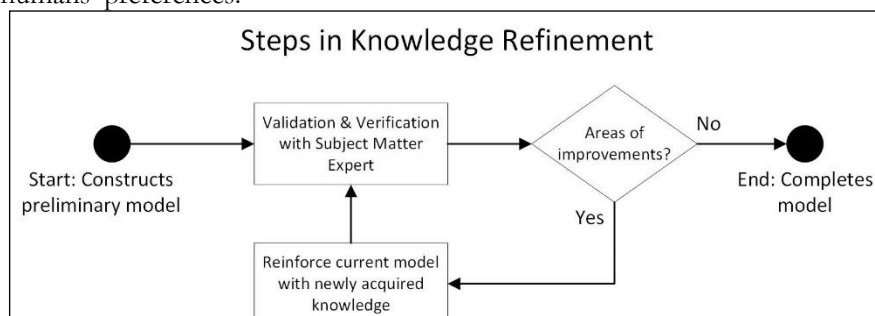 humans' preferences.
Steps in Knowledge Refinement
Validation & Verification
with Subject Matter
Expert
Areas of
improvements?
No
Start: Constructs
preliminary model
End: Completes
model
Yes
Reinforce current model
with newly acquired
knowledge